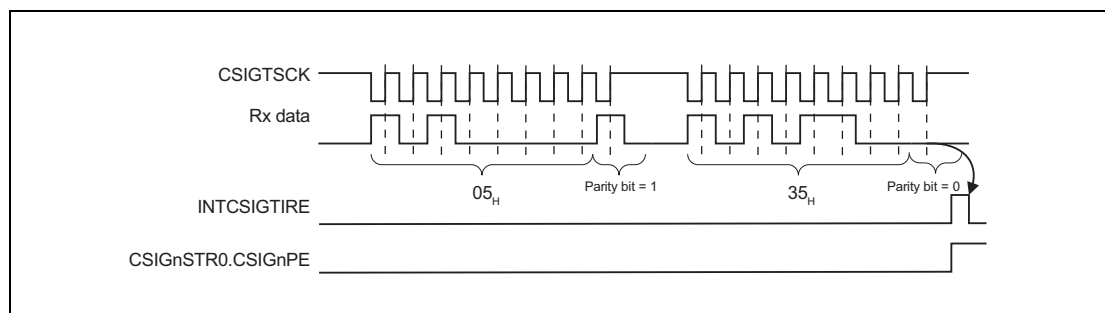 CSIGTSCK
Rx data
05H
Parity bit = 1
35H
Parity bit = 0
INTCSIGTIRE
CSIGnSTR0.CSIGnPE